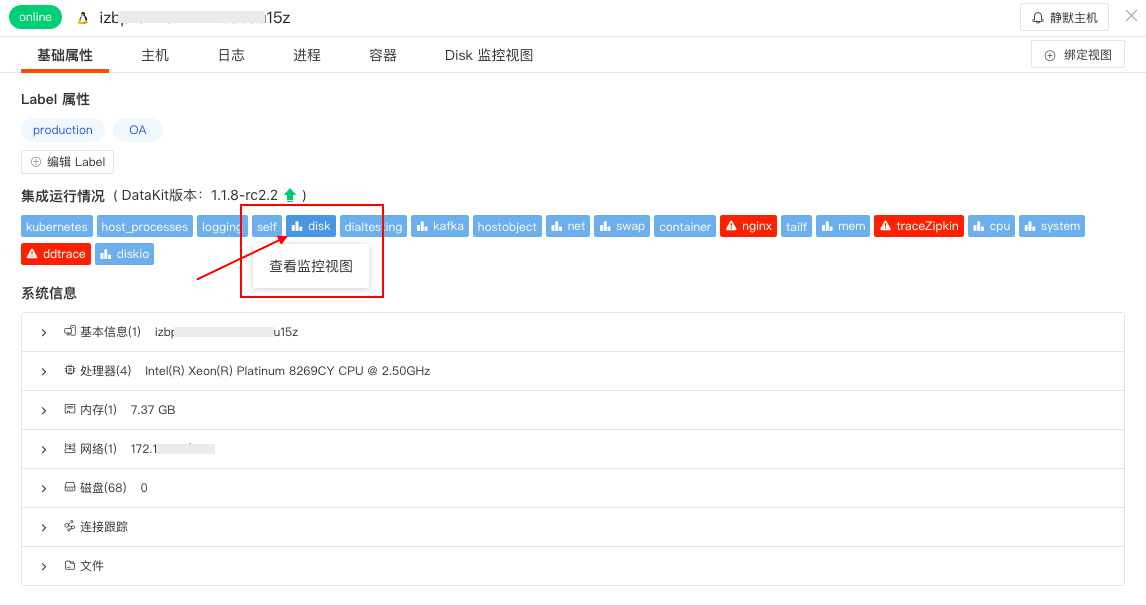 online izb 15z 静默主机
基础属性 主机 日志 进程 容器 Disk 监控视图 绑定视图
Label 属性
production OA
编辑 Label
集成运行情况 ( DataKit版本: 1.1.8-rc2.2 )
kubernetes host_processes logging self disk dialtesting kafka hostobject net swap container nginx tailf mem traceZipkin cpu system
ddtrace diskio
查看监控视图
系统信息
基本信息(1) izbp u15z
处理器(4) Intel(R) Xeon(R) Platinum 8269CY CPU @ 2.50GHz
内存(1) 7.37 GB
网络(1) 172.1
磁盘(68) 0
连接跟踪
文件